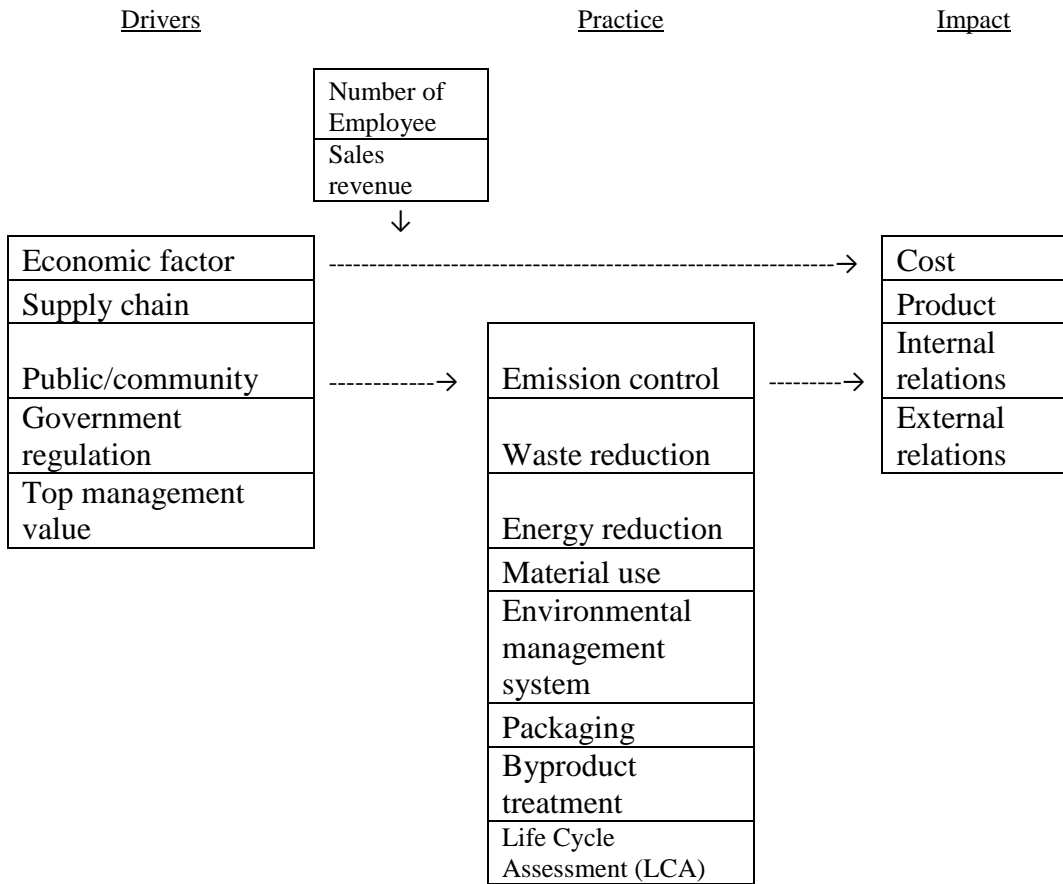 Drivers
Practice
Impact
Number of
Employee
Sales
revenue
Economic factor
Supply chain
Public/community
Government
regulation
Top management
value
Emission control
Waste reduction
Energy reduction
Material use
Environmental
management
system
Packaging
Byproduct
treatment
Life Cycle
Assessment (LCA)
Cost
Product
Internal
relations
External
relations